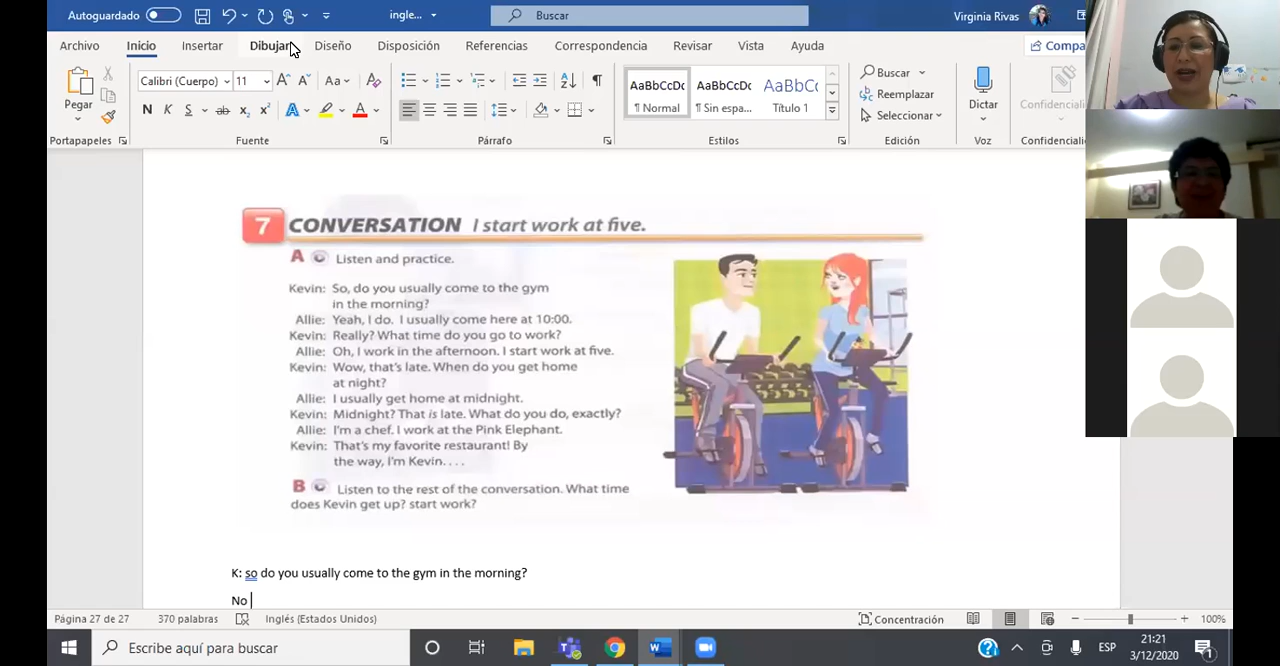 Autoguardado
ingle...
Buscar
Virginia Rivas
Archivo Inicio Insertar Dibujar Diseño Disposición Referencias Correspondencia Revisar Vista Ayuda
Compa
Pegar
Calibri (Cuerpo) 11
Aa
N K S ab x₂ x² A A
AaBbCcDc AaBbCcDc AaBbCc
¶ Normal ¶ Sin espa... Título 1
Buscar
Reemplazar
Seleccionar
Dictar
Confidencial
Portapapeles Fuente Párrafo Estilos Edición Voz Confidenciali
7 CONVERSATION I start work at five.
A Listen and practice.
Kevin: So, do you usually come to the gym
in the morning?
Allie: Yeah, I do. I usually come here at 10:00.
Kevin: Really? What time do you go to work?
Allie: Oh, I work in the afternoon. I start work at five.
Kevin: Wow, that's late. When do you get home
at night?
Allie: I usually get home at midnight.
Kevin: Midnight? That is late. What do you do, exactly?
Allie: I'm a chef. I work at the Pink Elephant.
Kevin: That's my favorite restaurant! By
the way, I'm Kevin. . . .
B Listen to the rest of the conversation. What time
does Kevin get up? start work?
K: so do you usually come to the gym in the morning?
No
Página 27 de 27 370 palabras Inglés (Estados Unidos) Concentración 100%
Escribe aquí para buscar
ESP
21:21
3/12/2020
1